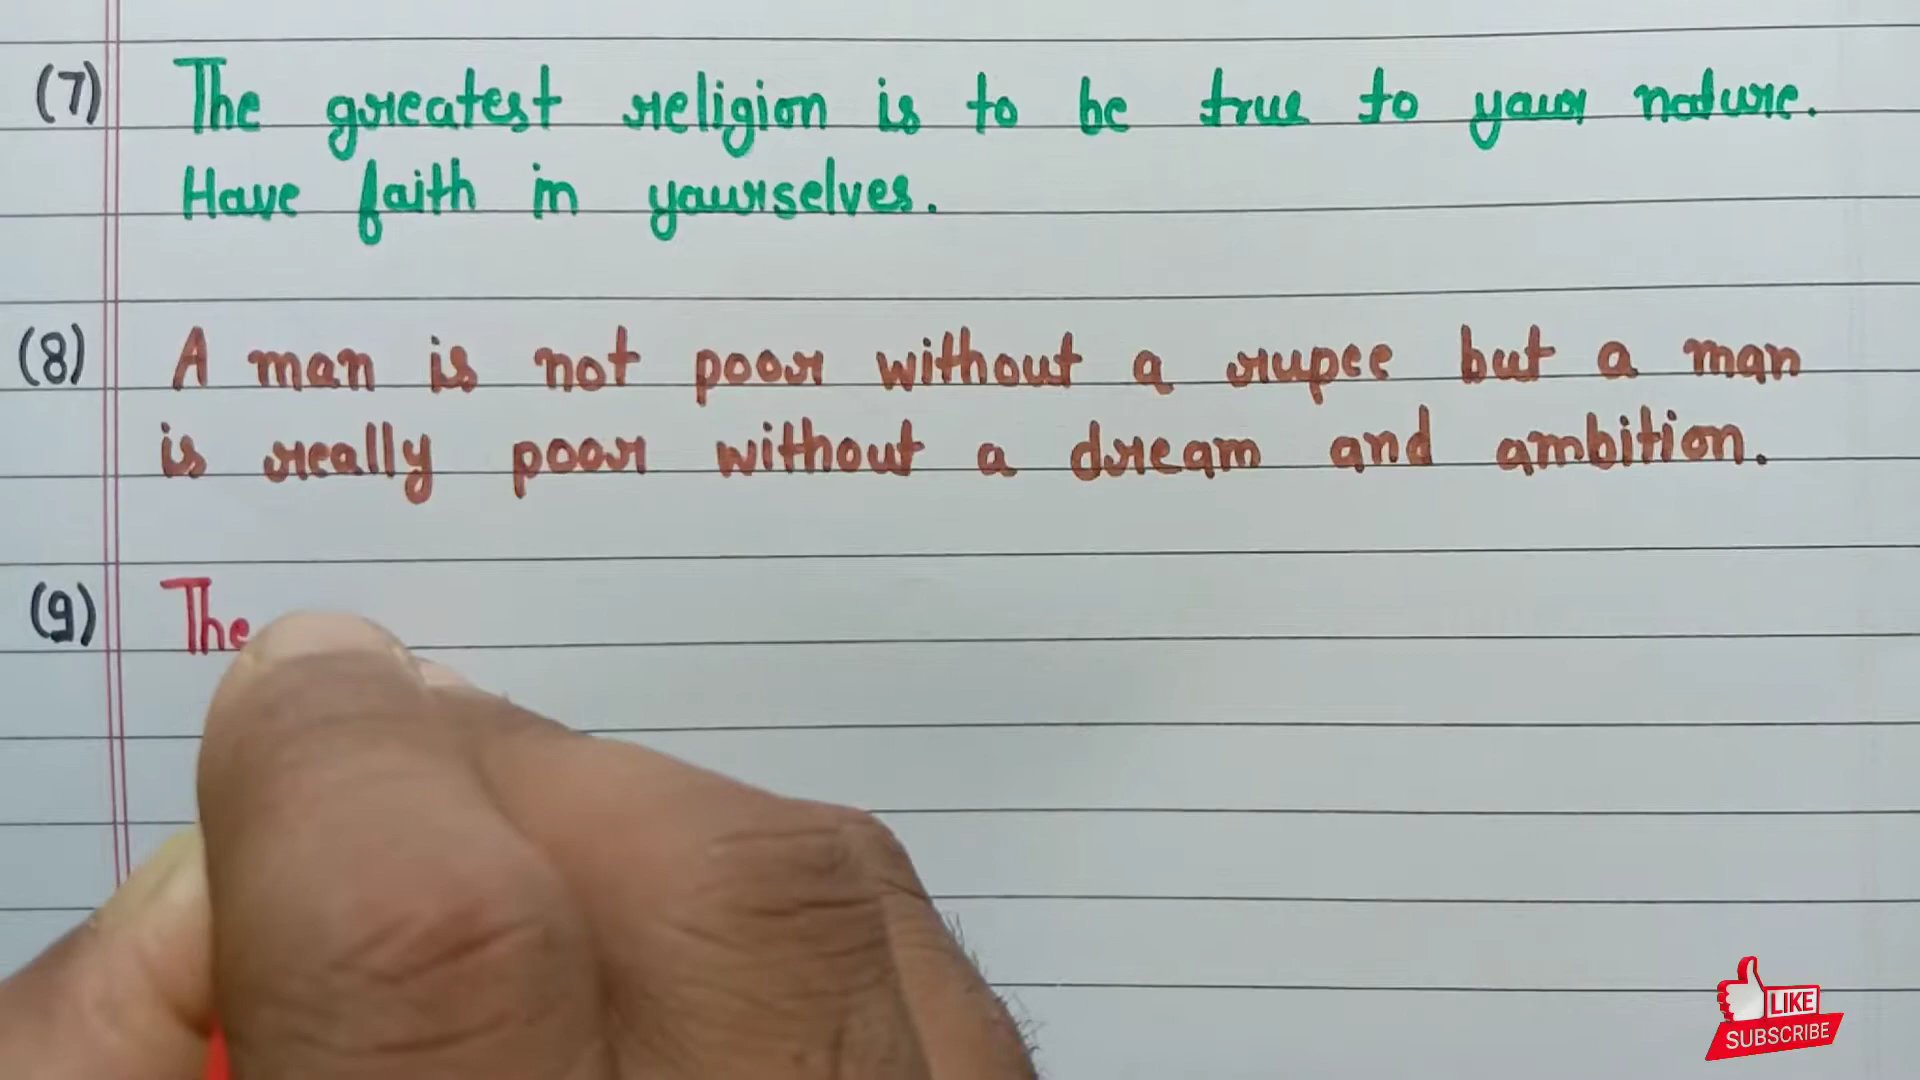 (7) The greatest religion is to be true to your nature.
Have faith in yourselves.
(8) A man is not poor without a rupee but a man
is really poor without a dream and ambition.
(9) The
LIKE
SUBSCRIBE